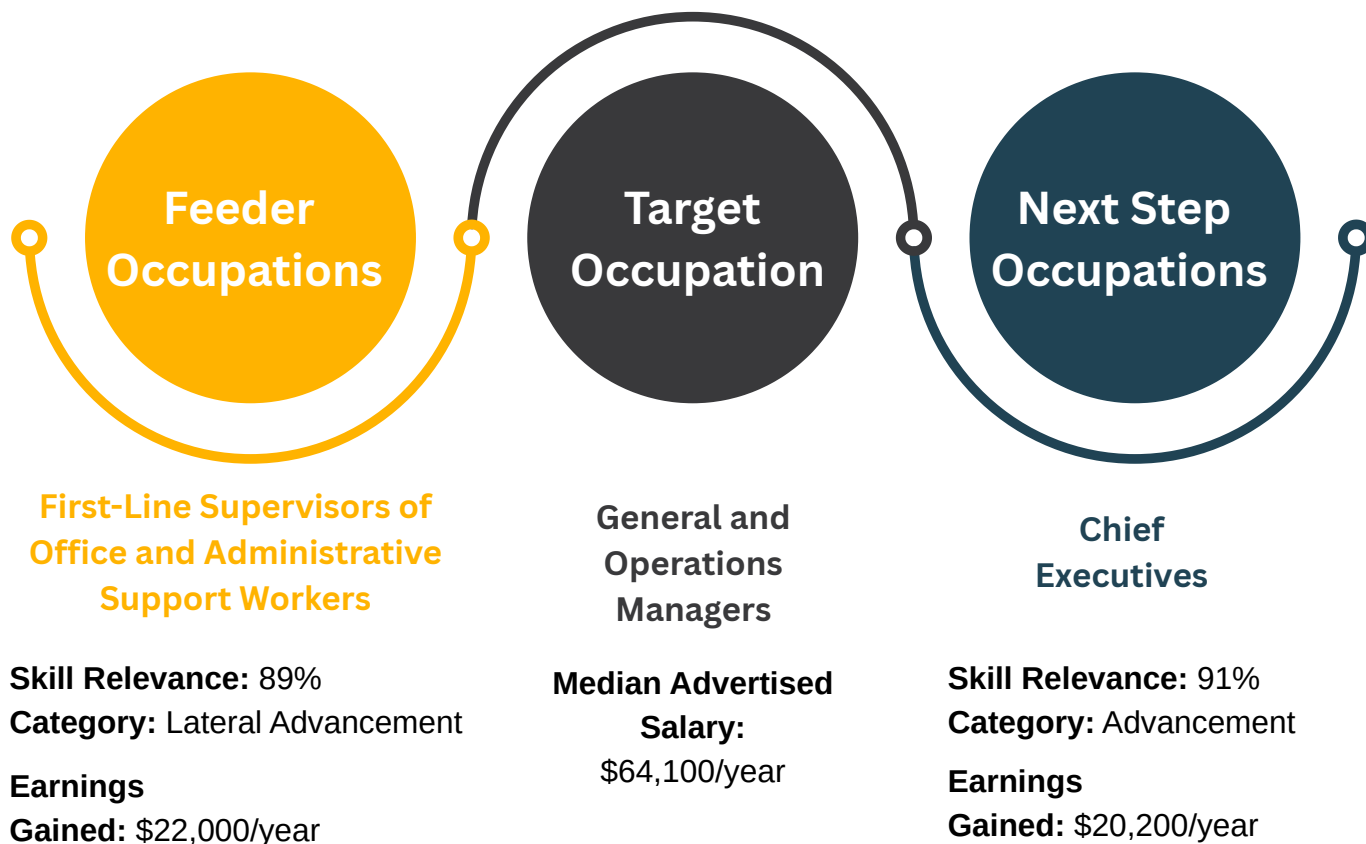 Feeder
Occupations
Target
Occupation
Next Step
Occupations
First-Line Supervisors of
Office and Administrative
Support Workers
Skill Relevance: 89%
Category: Lateral Advancement
Earnings
Gained: $22,000/year
General and
Operations
Managers
Median Advertised
Salary:
$64,100/year
Chief
Executives
Skill Relevance: 91%
Category: Advancement
Earnings
Gained: $20,200/year